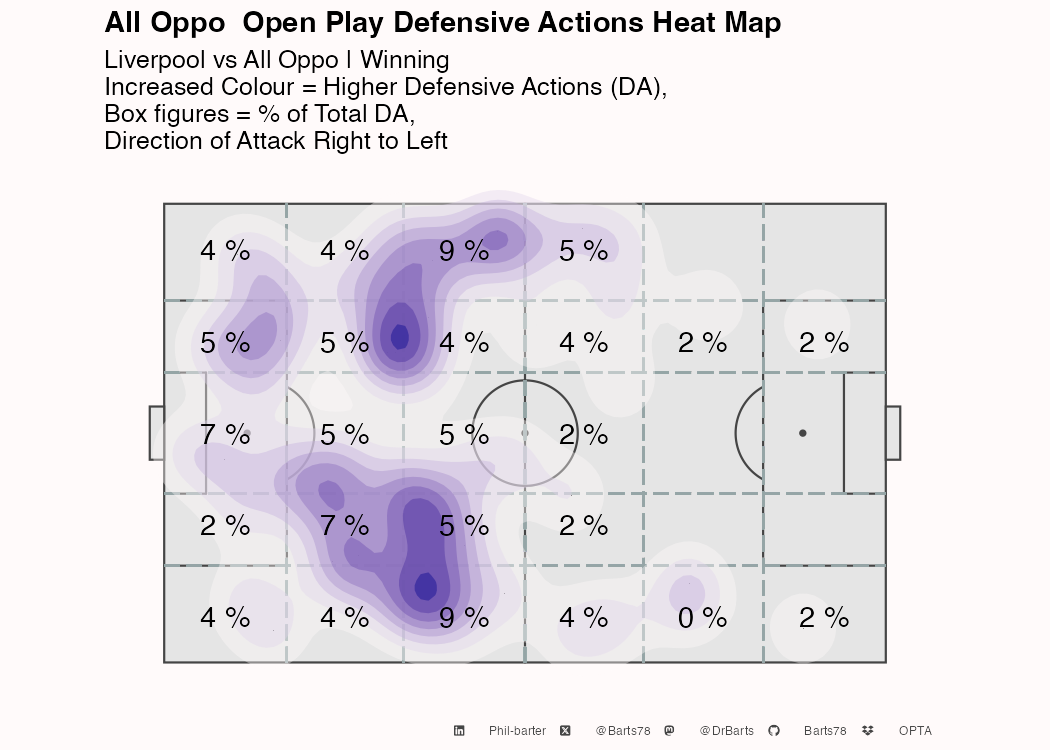 All Oppo  Open Play Defensive Actions Heat Map
Liverpool vs All Oppo | Winning
Increased Colour = Higher Defensive Actions (DA),
Box figures = % of Total DA,
Direction of Attack Right to Left
4 % 4 % 9 % 5 %
5 % 5 % 4 % 4 % 2 % 2 %
7 % 5 % 5 % 2 %
2 % 7 % 5 % 2 %
4 % 4 % 9 % 4 % 0 % 2 %
Phil-barter @Barts78 @DrBarts Barts78 OPTA